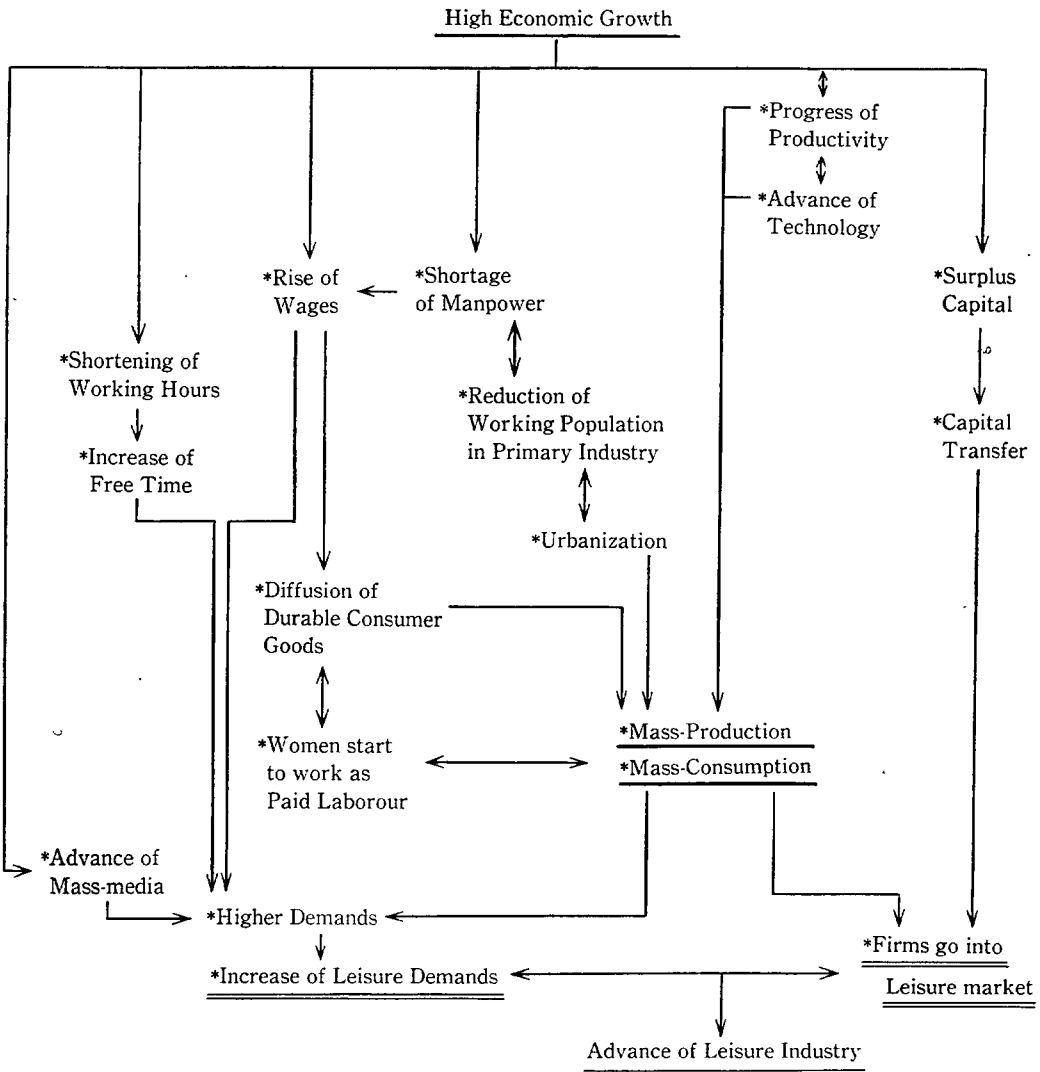 High Economic Growth
*Progress of
Productivity
*Advance of
Technology
*Rise of
Wages
*Shortage
of Manpower
*Surplus
Capital
*Shortening of
Working Hours
*Reduction of
Working Population
in Primary Industry
*Capital
Transfer
*Increase of
Free Time
*Urbanization
*Diffusion of
Durable Consumer
Goods
*Mass-Production
*Mass-Consumption
*Women start
to work as
Paid Laborour
*Advance of
Mass-media
*Higher Demands
*Firms go into
Leisure market
*Increase of Leisure Demands
Advance of Leisure Industry